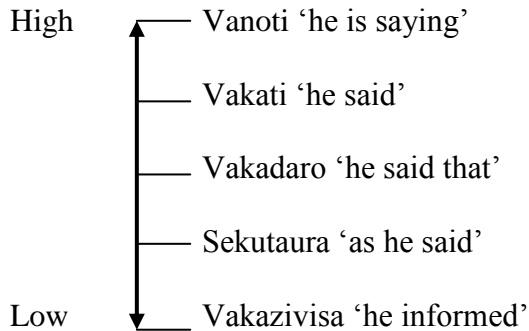 High Vanoti ‘he is saying’
Vakati ‘he said’
Vakadaro ‘he said that’
Sekutaura ‘as he said’
Low Vakazivisa ‘he informed’